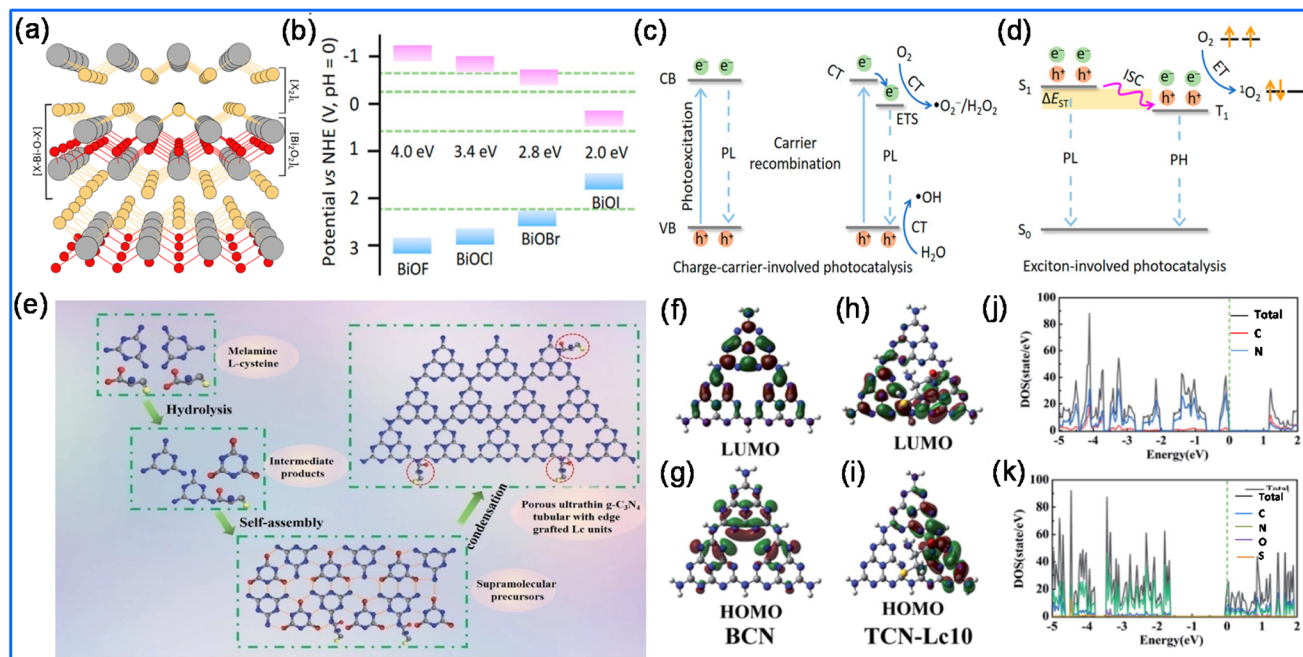 (a)
[X₂]ₗ
[X-Bi-O-X]
[Bi₂O₂]ₗ
(b)
Potential vs NHE (V, pH = 0)
-1
0
1
2
3
4.0 eV
3.4 eV
2.8 eV
2.0 eV
BiOF
BiOCl
BiOBr
BiOI
(c)
CB
e⁻ e⁻
Photoexcitation
PL
VB
h⁺ h⁺
Carrier
recombination
CT
e⁻
e⁻
O₂
CT
•O₂⁻/H₂O₂
ETS
PL
•OH
CT
H₂O
h⁺ h⁺
Charge-carrier-involved photocatalysis
(d)
O₂
ET
¹O₂
S₁
e⁻ e⁻
h⁺ h⁺
ISC
e⁻ e⁻
h⁺ h⁺
T₁
ΔE_ST
PL
PH
S₀
Exciton-involved photocatalysis
(e)
Melamine
L-cysteine
Hydrolysis
Intermediate
products
Self-assembly
Supramolecular
precursors
condensation
Porous ultrathin g-C₃N₄
tubular with edge
grafted Lc units
(f)
LUMO
(g)
HOMO
BCN
(h)
LUMO
(i)
HOMO
TCN-Lc10
(j)
DOS(state/eV)
100
80
60
40
20
0
-5 -4 -3 -2 -1 0 1 2
Energy(eV)
Total
C
N
(k)
DOS(state/eV)
100
80
60
40
20
0
-5 -4 -3 -2 -1 0 1 2
Energy(eV)
Total
Total
C
N
O
S